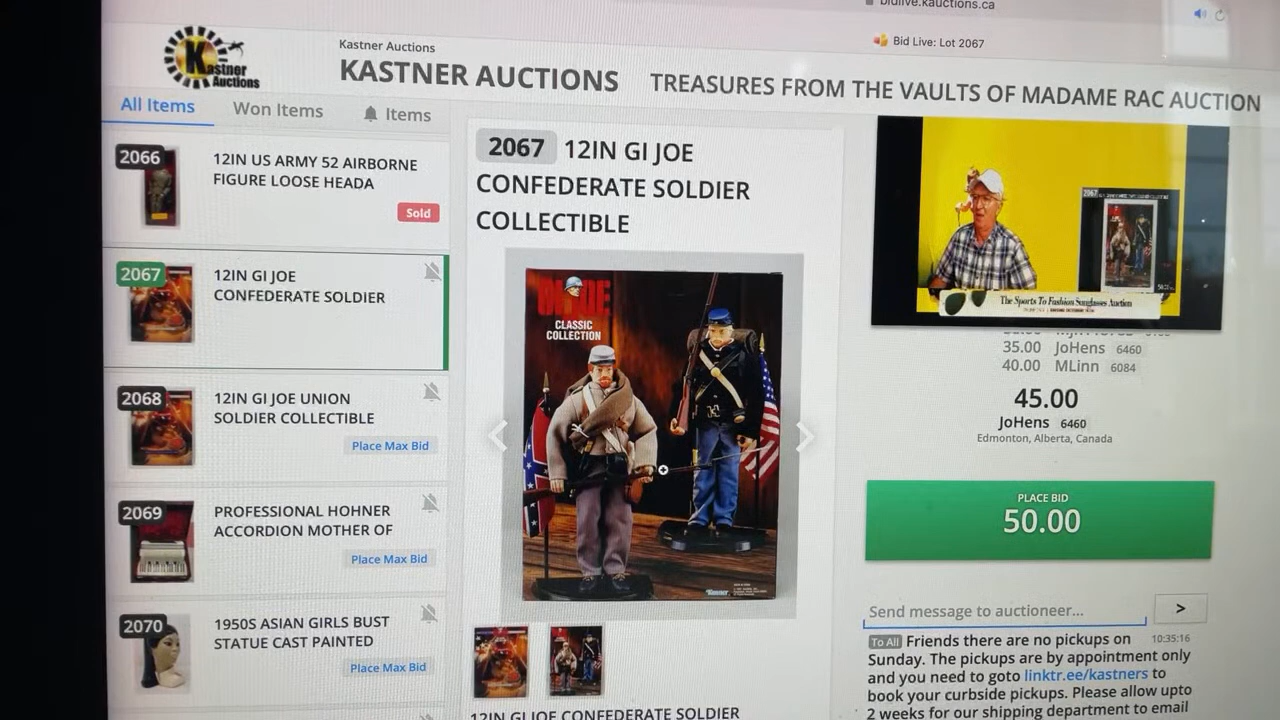 bidlive.kauctions.ca
Bid Live: Lot 2067
Kastner
Auctions
Kastner Auctions
KASTNER AUCTIONS
TREASURES FROM THE VAULTS OF MADAME RAC AUCTION
All Items
Won Items
Items
2066
12IN US ARMY 52 AIRBORNE
FIGURE LOOSE HEADA
Sold
2067
12IN GI JOE
CONFEDERATE SOLDIER
2068
12IN GI JOE UNION
SOLDIER COLLECTIBLE
Place Max Bid
2069
PROFESSIONAL HOHNER
ACCORDION MOTHER OF
Place Max Bid
2070
1950S ASIAN GIRLS BUST
STATUE CAST PAINTED
Place Max Bid
2067 12IN GI JOE
CONFEDERATE SOLDIER
COLLECTIBLE
CLASSIC
COLLECTION
Kenner
12IN GI JOE CONFEDERATE SOLDIER
2067
The Sports To Fashion Sunglasses Auction
35.00 JoHens 6460
40.00 MLinn 6084
45.00
JoHens 6460
Edmonton, Alberta, Canada
PLACE BID
50.00
Send message to auctioneer...
>
To All Friends there are no pickups on 10:35:16
Sunday. The pickups are by appointment only
and you need to goto linktr.ee/kastners to
book your curbside pickups. Please allow upto
2 weeks for our shipping department to email